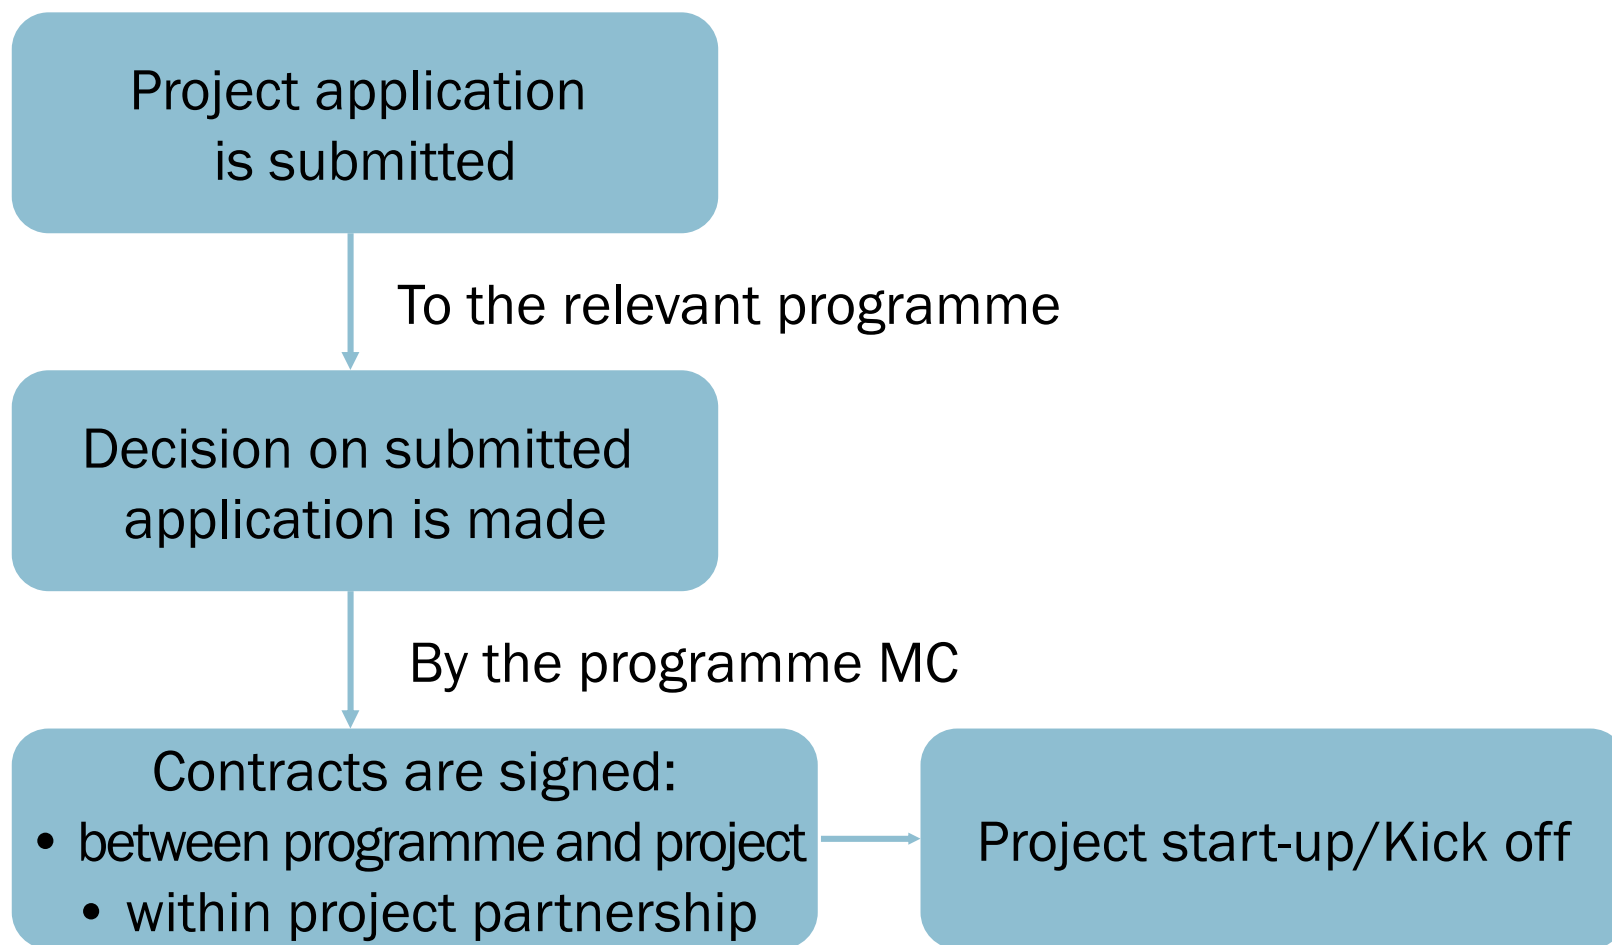 Project application
is submitted
To the relevant programme
Decision on submitted
application is made
By the programme MC
Contracts are signed:
• between programme and project
• within project partnership
Project start-up/Kick off